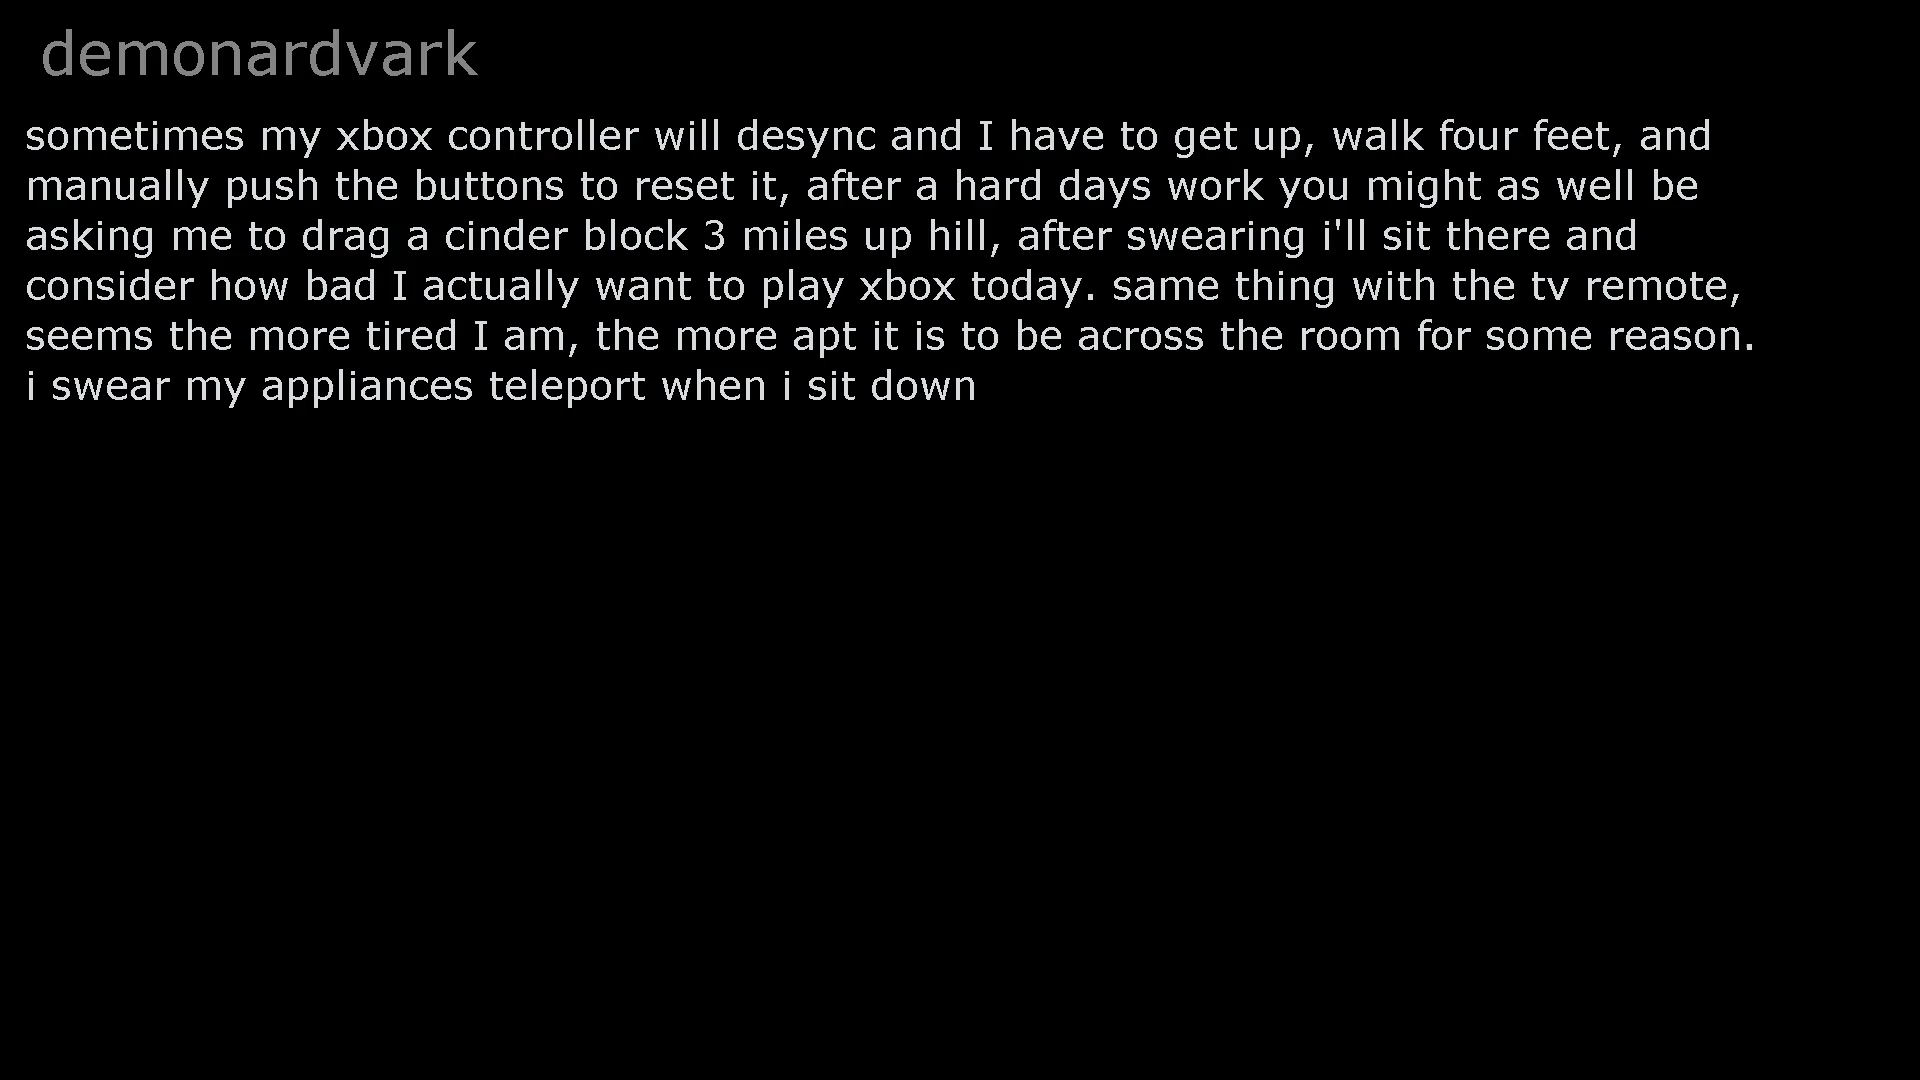 demonardvark
sometimes my xbox controller will desync and I have to get up, walk four feet, and
manually push the buttons to reset it, after a hard days work you might as well be
asking me to drag a cinder block 3 miles up hill, after swearing i'll sit there and
consider how bad I actually want to play xbox today. same thing with the tv remote,
seems the more tired I am, the more apt it is to be across the room for some reason.
i swear my appliances teleport when i sit down